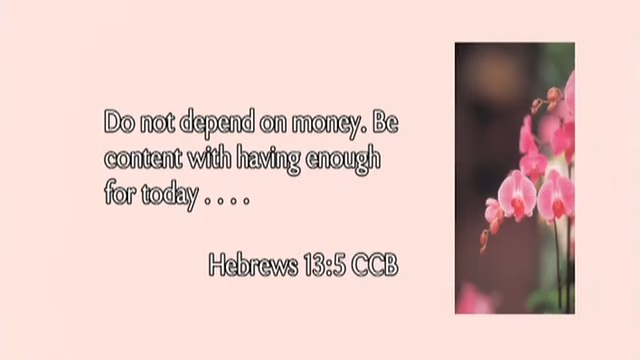 Do not depend on money. Be
content with having enough
for today . . . .
Hebrews 13:5 CCB